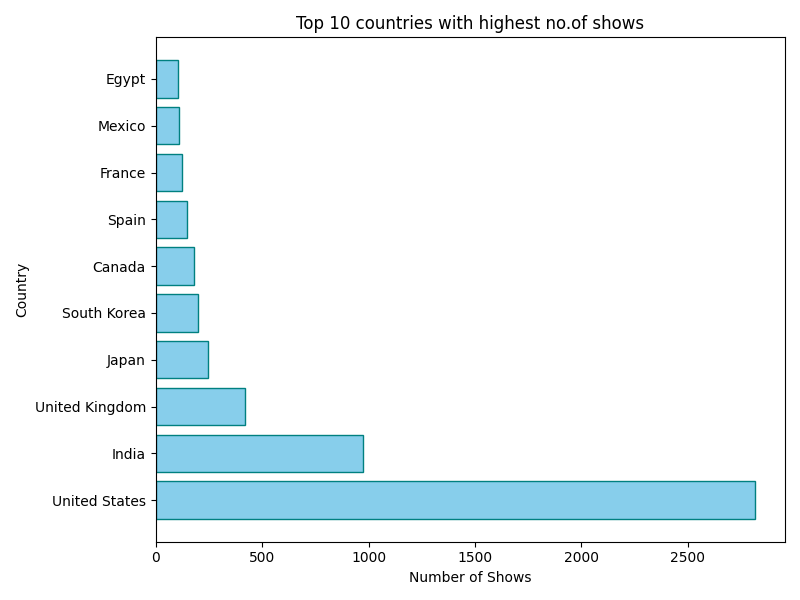 Top 10 countries with highest no.of shows
Egypt
Mexico
France
Spain
Canada
South Korea
Japan
United Kingdom
India
United States
Country
0 500 1000 1500 2000 2500
Number of Shows